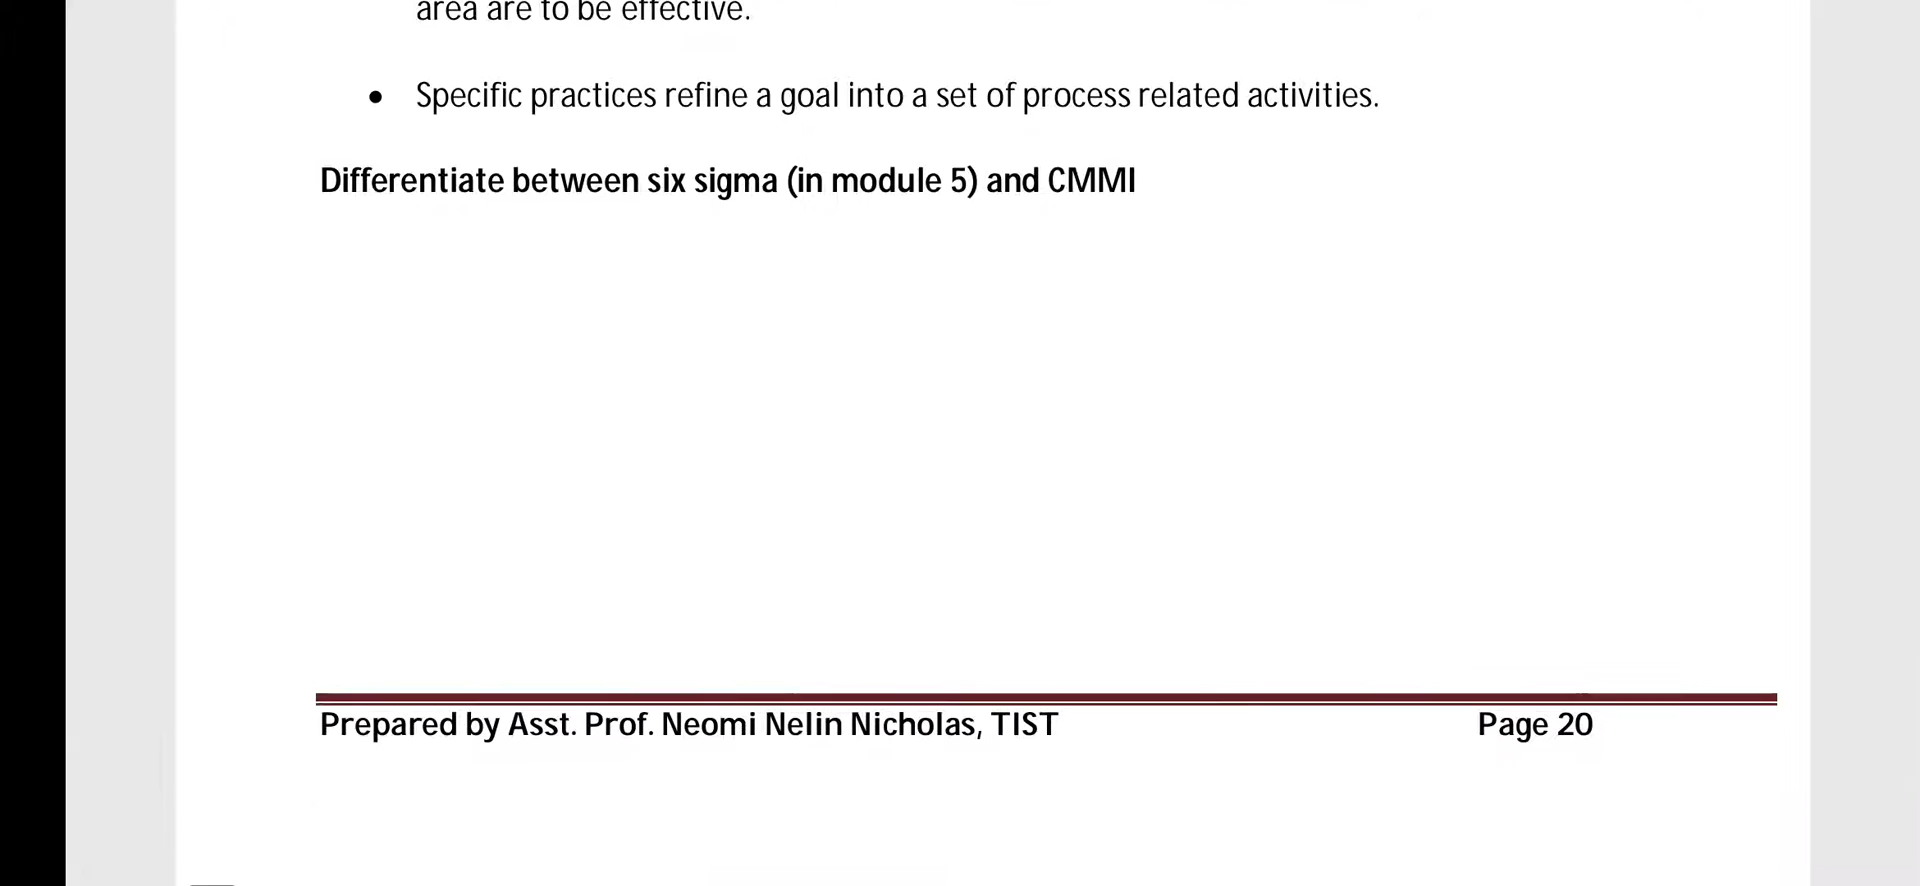 area are to be effective.
• Specific practices refine a goal into a set of process related activities.
Differentiate between six sigma (in module 5) and CMMI
Prepared by Asst. Prof. Neomi Nelin Nicholas, TIST Page 20